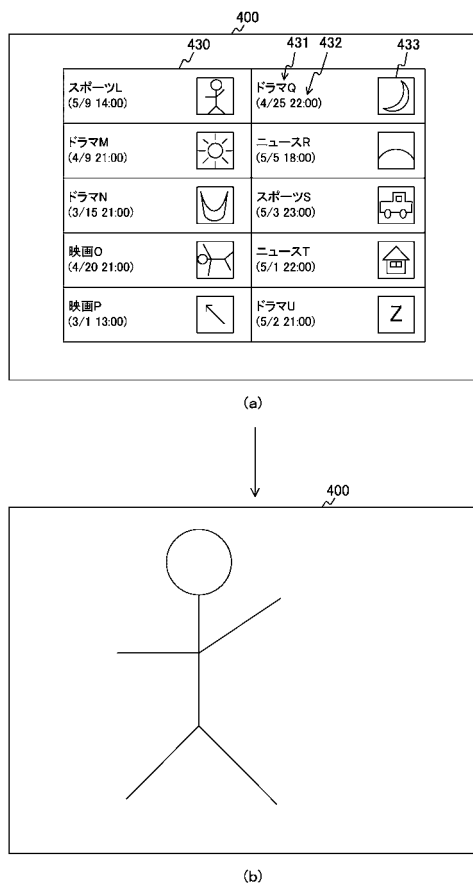 400
430
431
432
433
スポーツL
(5/9 14:00)
ドラマQ
(4/25 22:00)
ドラマM
(4/9 21:00)
ニュースR
(5/5 18:00)
ドラマN
(3/15 21:00)
スポーツS
(5/3 23:00)
映画O
(4/20 21:00)
ニュースT
(5/1 22:00)
映画P
(3/1 13:00)
ドラマU
(5/2 21:00)
Z
(a)
400
(b)